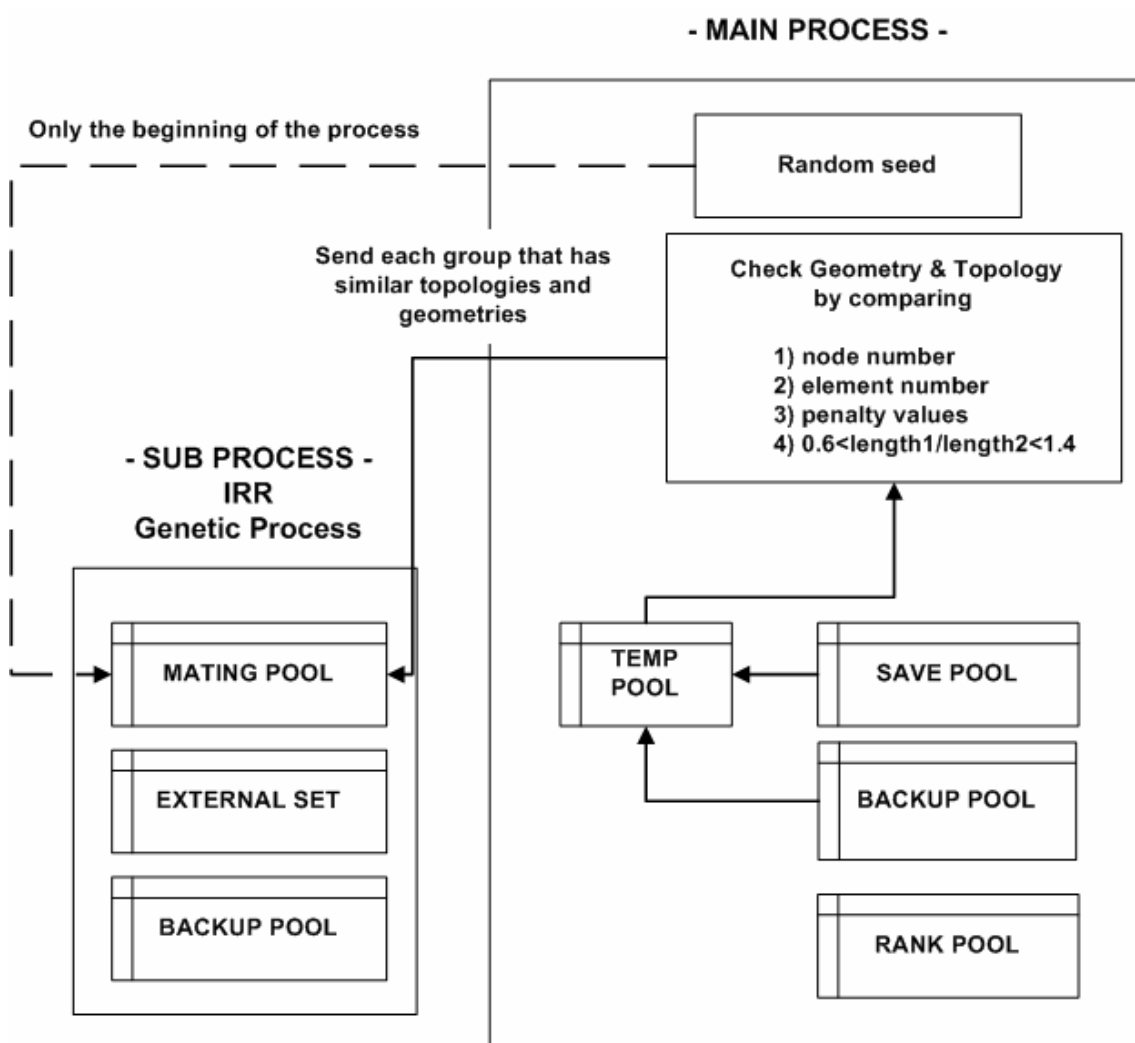 - MAIN PROCESS -
Only the beginning of the process
Random seed
Send each group that has
similar topologies and
geometries
Check Geometry & Topology
by comparing
1) node number
2) element number
3) penalty values
4) 0.6<length1/length2<1.4
- SUB PROCESS -
IRR
Genetic Process
MATING POOL
TEMP
POOL
SAVE POOL
EXTERNAL SET
BACKUP POOL
BACKUP POOL
RANK POOL